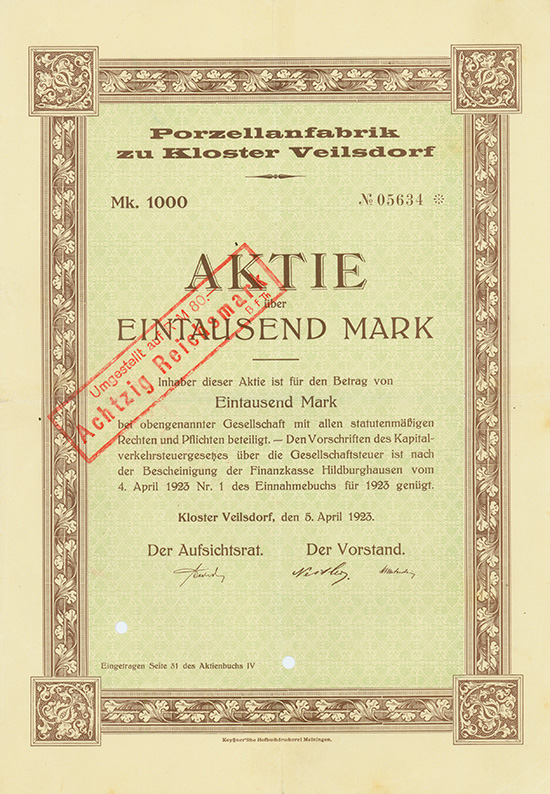 Porzellanfabrik
zu Kloster Veilsdorf
Mk. 1000
№ 05634 ※
AKTIE
über
EINTAUSEND MARK
Umgestellt auf RM 80.-
Achtzig Reichsmark
Inhaber dieser Aktie ist für den Betrag von
Eintausend Mark
bei obengenannter Gesellschaft mit allen statutenmäßigen
Rechten und Pflichten beteiligt. — Den Vorschriften des Kapital-
verkehrsteuergesetzes über die Gesellschaftsteuer ist nach
der Bescheinigung der Finanzkasse Hildburghausen vom
4. April 1923 Nr. 1 des Einnahmebuchs für 1923 genügt.
Kloster Veilsdorf, den 5. April 1923.
Der Aufsichtsrat. Der Vorstand.
Eingetragen Seite 31 des Aktienbuchs IV
Keyßner'sche Hofbuchdruckerei Meiningen.